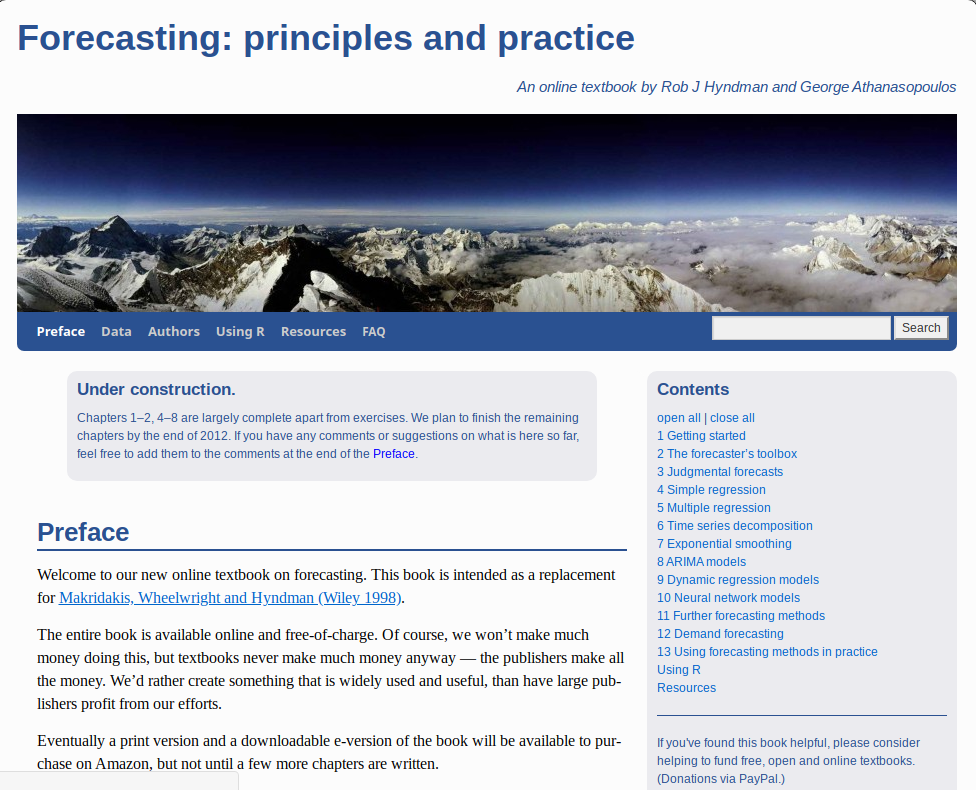 Forecasting: principles and practice
An online textbook by Rob J Hyndman and George Athanasopoulos
Preface Data Authors Using R Resources FAQ Search
Under construction.
Chapters 1–2, 4–8 are largely complete apart from exercises. We plan to finish the remaining
chapters by the end of 2012. If you have any comments or suggestions on what is here so far,
feel free to add them to the comments at the end of the Preface.
Preface
Welcome to our new online textbook on forecasting. This book is intended as a replacement
for Makridakis, Wheelwright and Hyndman (Wiley 1998).
The entire book is available online and free-of-charge. Of course, we won’t make much
money doing this, but textbooks never make much money anyway — the publishers make all
the money. We’d rather create something that is widely used and useful, than have large pub-
lishers profit from our efforts.
Eventually a print version and a downloadable e-version of the book will be available to pur-
chase on Amazon, but not until a few more chapters are written.
Contents
open all | close all
1 Getting started
2 The forecaster’s toolbox
3 Judgmental forecasts
4 Simple regression
5 Multiple regression
6 Time series decomposition
7 Exponential smoothing
8 ARIMA models
9 Dynamic regression models
10 Neural network models
11 Further forecasting methods
12 Demand forecasting
13 Using forecasting methods in practice
Using R
Resources
If you've found this book helpful, please consider
helping to fund free, open and online textbooks.
(Donations via PayPal.)